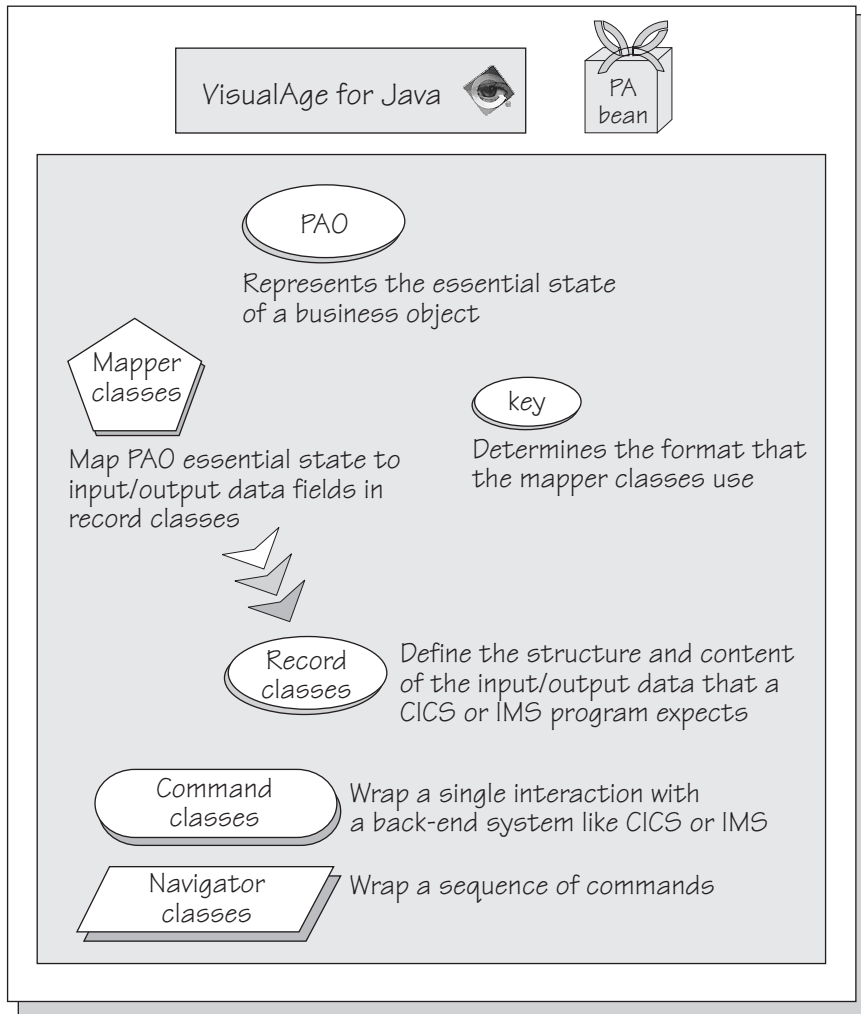 VisualAge for Java
PA
bean
PAO
Represents the essential state
of a business object
Mapper
classes
Map PAO essential state to
input/output data fields in
record classes
key
Determines the format that
the mapper classes use
Record
classes
Define the structure and content
of the input/output data that a
CICS or IMS program expects
Command
classes
Wrap a single interaction with
a back-end system like CICS or IMS
Navigator
classes
Wrap a sequence of commands